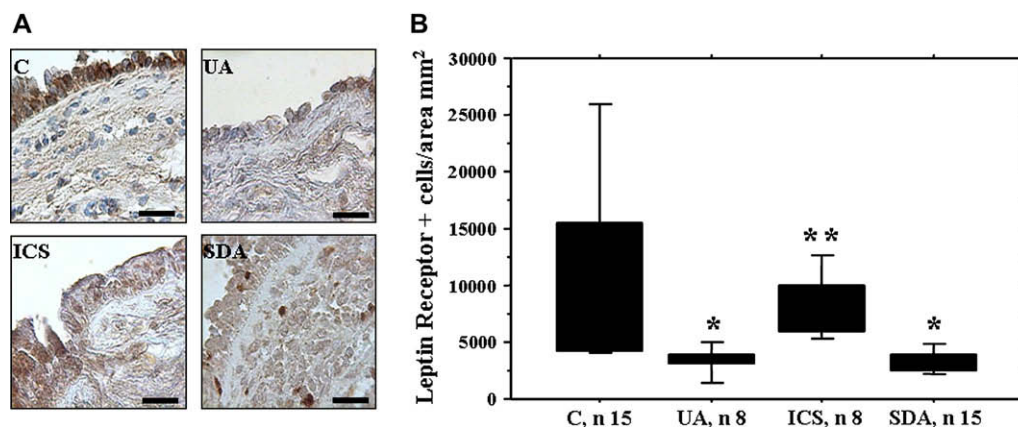 A
C
UA
ICS
SDA
B
Leptin Receptor + cells/area mm²
30000
25000
20000
15000
10000
5000
0
*
**
*
C, n 15
UA, n 8
ICS, n 8
SDA, n 15